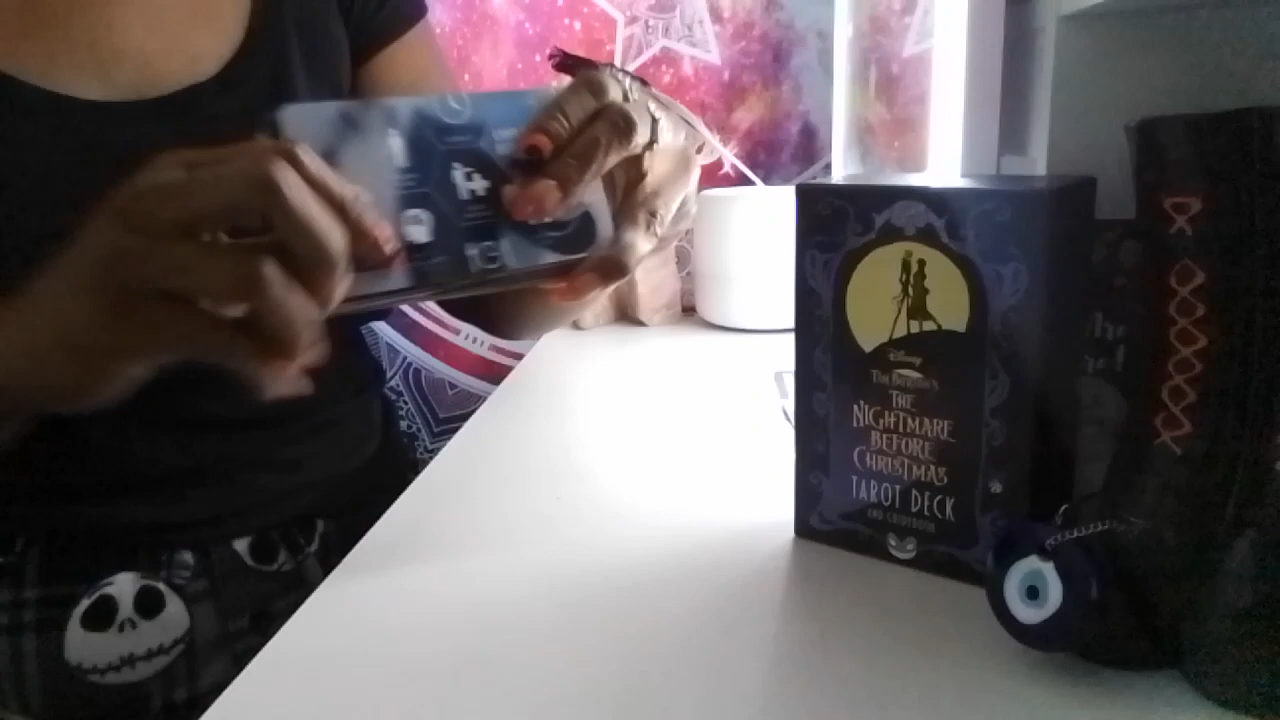 Disney
Tim Burton's
THE
NIGHTMARE
BEFORE
CHRISTMAS
TAROT DECK
AND GUIDEBOOK